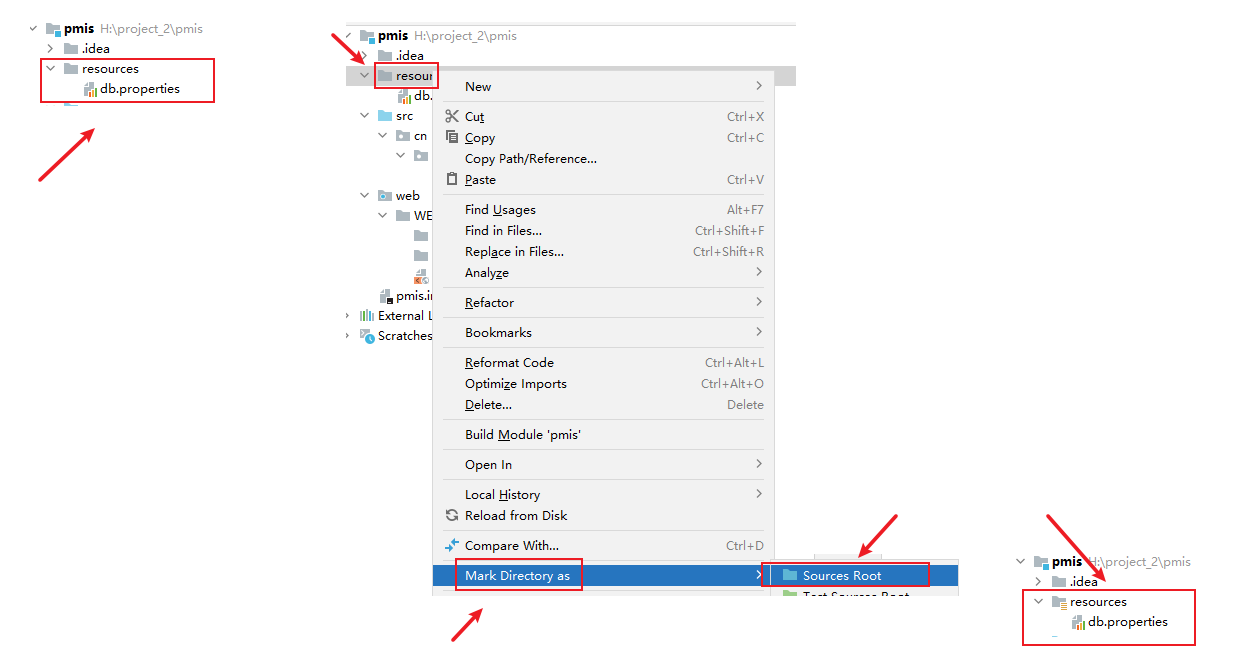 pmis H:\project_2\pmis
.idea
resources
db.properties
pmis H:\project_2\pmis
.idea
resour
db.
src
cn
web
WE
pmis.i
External L
Scratches
New
Cut Ctrl+X
Copy Ctrl+C
Copy Path/Reference...
Paste Ctrl+V
Find Usages Alt+F7
Find in Files... Ctrl+Shift+F
Replace in Files... Ctrl+Shift+R
Analyze
Refactor
Bookmarks
Reformat Code Ctrl+Alt+L
Optimize Imports Ctrl+Alt+O
Delete... Delete
Build Module 'pmis'
Open In
Local History
Reload from Disk
Compare With... Ctrl+D
Mark Directory as
Sources Root
Test Sources Root
pmis H:\project_2\pmis
.idea
resources
db.properties